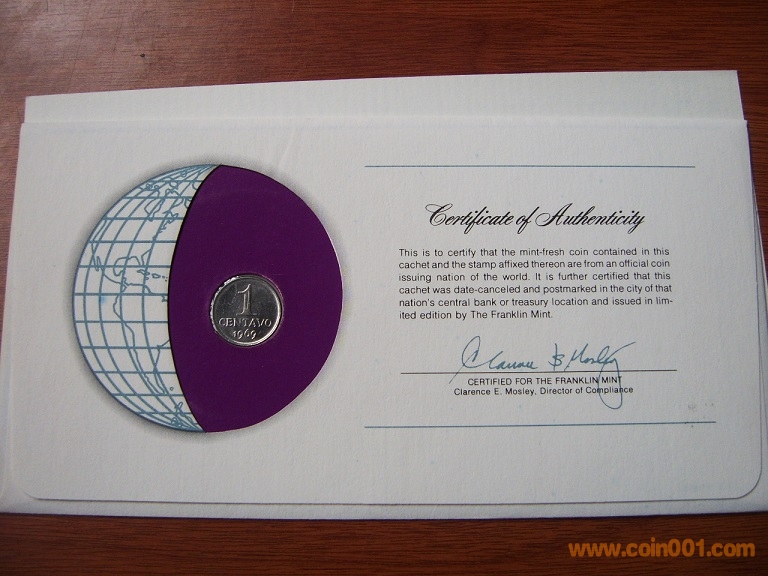 1
CENTAVO
1969
Certificate of Authenticity
This is to certify that the mint-fresh coin contained in this
cachet and the stamp affixed thereon are from an official coin
issuing nation of the world. It is further certified that this
cachet was date-canceled and postmarked in the city of that
nation's central bank or treasury location and issued in lim-
ited edition by The Franklin Mint.
Clarence E. Mosley
CERTIFIED FOR THE FRANKLIN MINT
Clarence E. Mosley, Director of Compliance
www.coin001.com